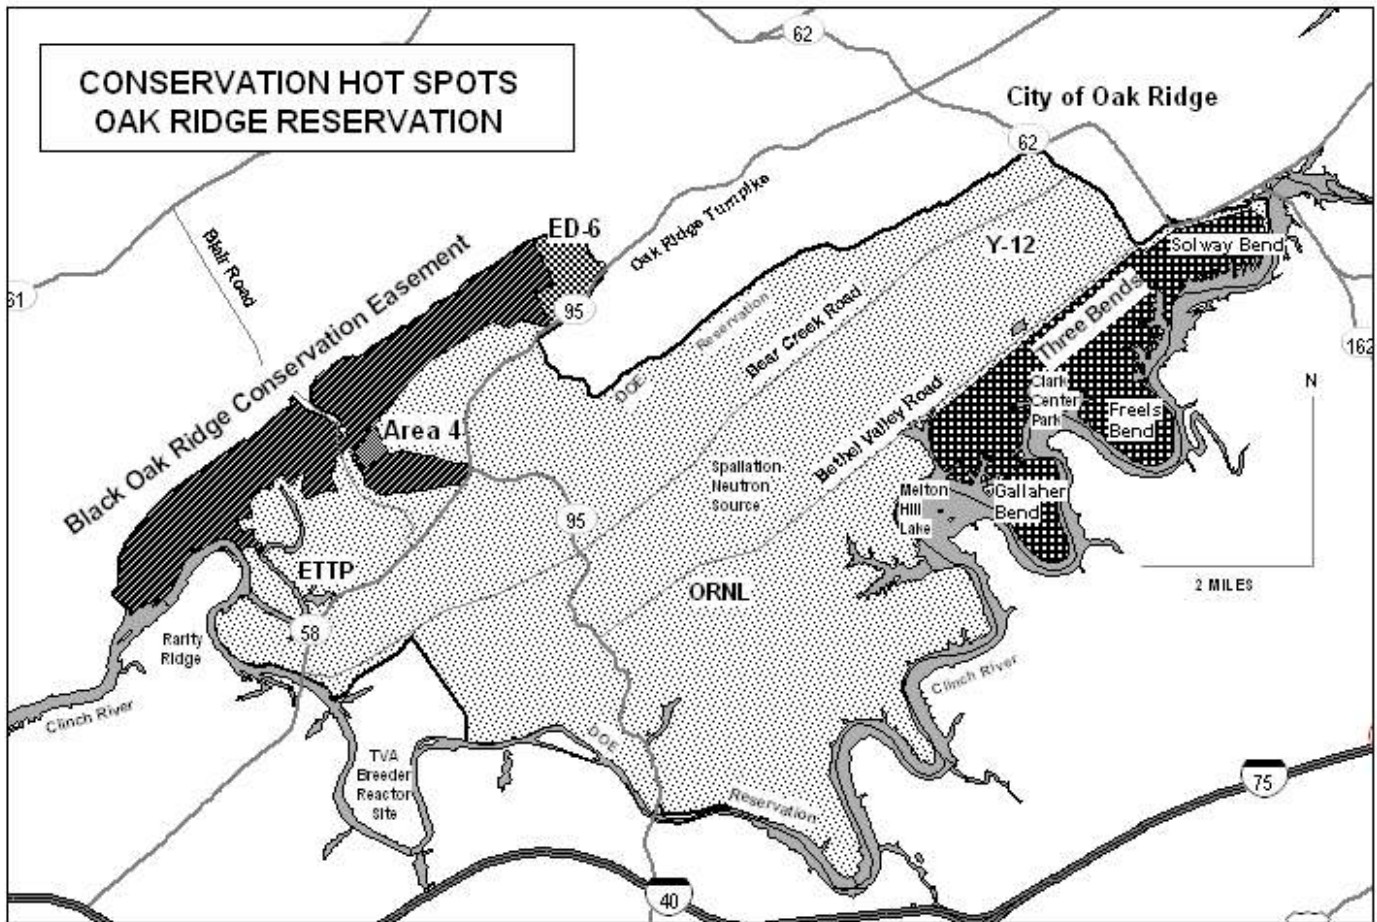 CONSERVATION HOT SPOTS
OAK RIDGE RESERVATION
62
City of Oak Ridge
62
Blair Road
ED-6
Oak Ridge Turnpike
Y-12
Solway Bend
61
Black Oak Ridge Conservation Easement
95
Reservation
DOE
Bear Creek Road
Three Bends
162
N
Clark
Center
Park
Freels
Bend
Area 4
Bethel Valley Road
Spallation
Neutron
Source
Melton
Hill
Lake
Gallaher
Bend
95
2 MILES
ETTP
ORNL
58
Rarity
Ridge
Clinch River
Clinch River
DOE
Reservation
TVA
Breeder
Reactor
Site
75
40